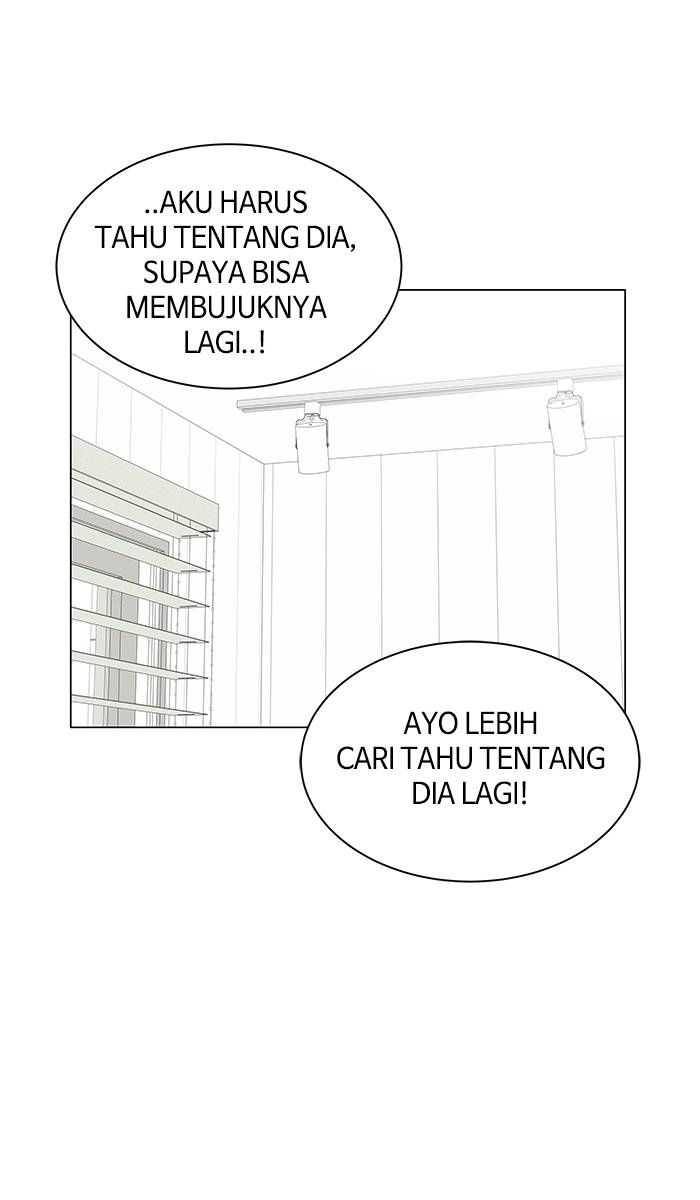 ..AKU HARUS
TAHU TENTANG DIA,
SUPAYA BISA
MEMBUJUKNYA
LAGI..!
AYO LEBIH
CARI TAHU TENTANG
DIA LAGI!